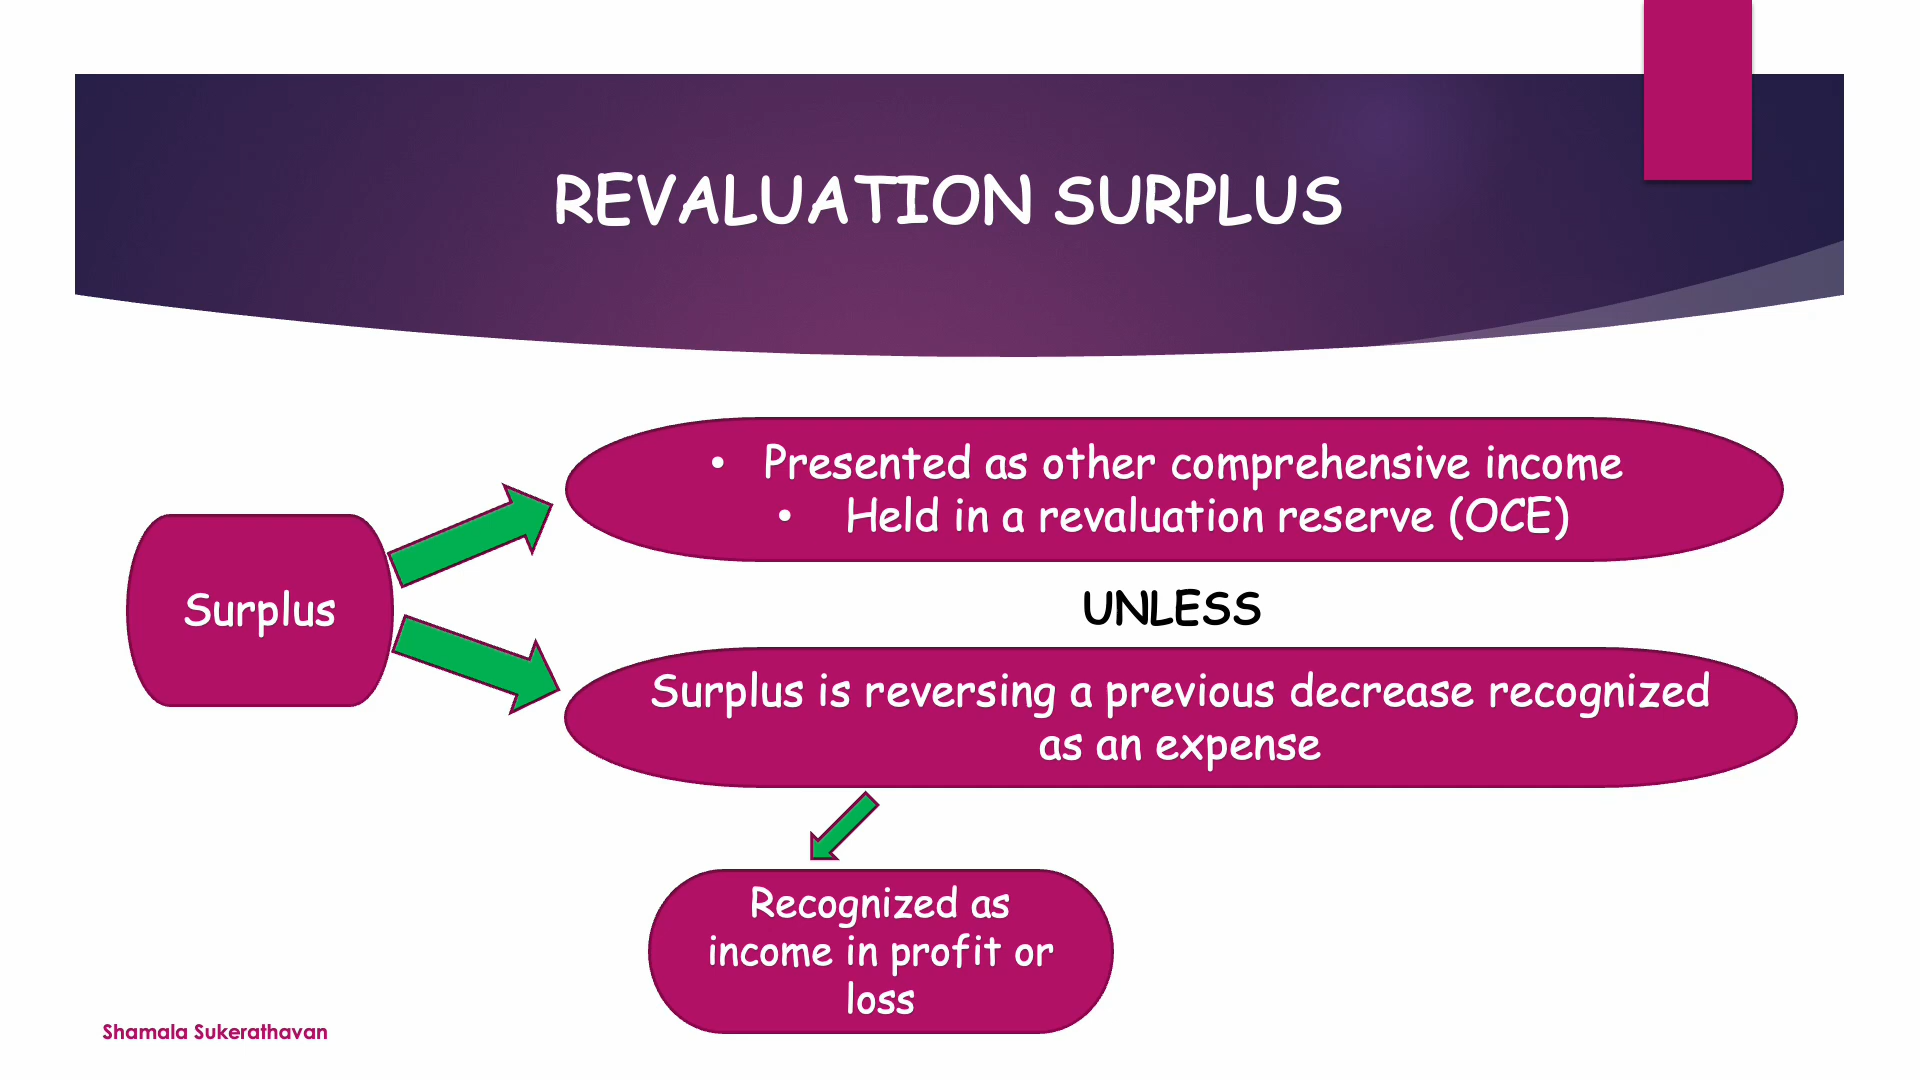 REVALUATION SURPLUS
• Presented as other comprehensive income
• Held in a revaluation reserve (OCE)
Surplus
UNLESS
Surplus is reversing a previous decrease recognized
as an expense
Recognized as
income in profit or
loss
Shamala Sukerathavan